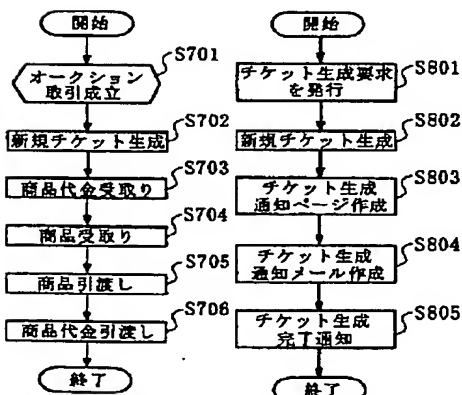 開始
オークション
取引成立
S701
新規チケット生成
S702
商品代金受取り
S703
商品受取り
S704
商品引渡し
S705
商品代金引渡し
S706
終了
開始
チケット生成要求
を発行
S801
新規チケット生成
S802
チケット生成
通知ページ作成
S803
チケット生成
通知メール作成
S804
チケット生成
完了通知
S805
終了